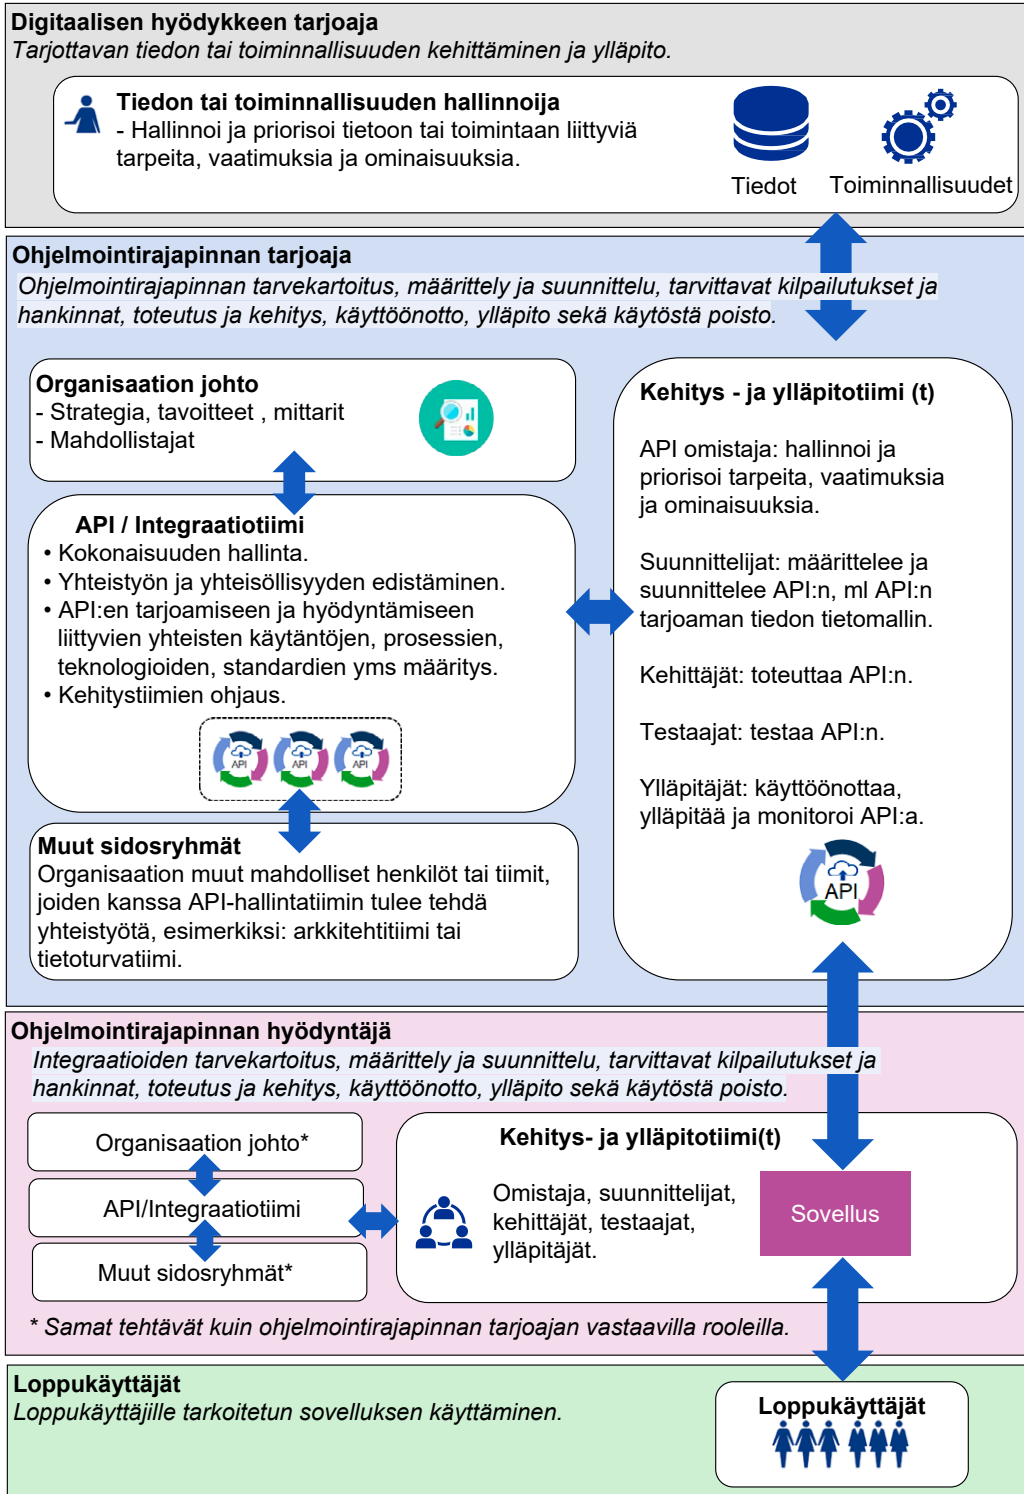 Digitaalisen hyödykkeen tarjoaja
Tarjottavan tiedon tai toiminnallisuuden kehittäminen ja ylläpito.
Tiedon tai toiminnallisuuden hallinnoija
- Hallinnoi ja priorisoi tietoon tai toimintaan liittyviä
tarpeita, vaatimuksia ja ominaisuuksia.
Tiedot
Toiminnallisuudet
Ohjelmointirajapinnan tarjoaja
Ohjelmointirajapinnan tarvekartoitus, määrittely ja suunnittelu, tarvittavat kilpailutukset ja
hankinnat, toteutus ja kehitys, käyttöönotto, ylläpito sekä käytöstä poisto.
Organisaation johto
- Strategia, tavoitteet , mittarit
- Mahdollistajat
API / Integraatiotiimi
• Kokonaisuuden hallinta.
• Yhteistyön ja yhteisöllisyyden edistäminen.
• API:en tarjoamiseen ja hyödyntämiseen
liittyvien yhteisten käytäntöjen, prosessien,
teknologioiden, standardien yms määritys.
• Kehitystiimien ohjaus.
API
API
API
Muut sidosryhmät
Organisaation muut mahdolliset henkilöt tai tiimit,
joiden kanssa API-hallintatiimin tulee tehdä
yhteistyötä, esimerkiksi: arkkitehtitiimi tai
tietoturvatiimi.
Kehitys - ja ylläpitotiimi (t)
API omistaja: hallinnoi ja
priorisoi tarpeita, vaatimuksia
ja ominaisuuksia.
Suunnittelijat: määrittelee ja
suunnittelee API:n, ml API:n
tarjoaman tiedon tietomallin.
Kehittäjät: toteuttaa API:n.
Testaajat: testaa API:n.
Ylläpitäjät: käyttöönottaa,
ylläpitää ja monitoroi API:a.
API
Ohjelmointirajapinnan hyödyntäjä
Integraatioiden tarvekartoitus, määrittely ja suunnittelu, tarvittavat kilpailutukset ja
hankinnat, toteutus ja kehitys, käyttöönotto, ylläpito sekä käytöstä poisto.
Organisaation johto*
API/Integraatiotiimi
Muut sidosryhmät*
Kehitys- ja ylläpitotiimi(t)
Omistaja, suunnittelijat,
kehittäjät, testaajat,
ylläpitäjät.
Sovellus
* Samat tehtävät kuin ohjelmointirajapinnan tarjoajan vastaavilla rooleilla.
Loppukäyttäjät
Loppukäyttäjille tarkoitetun sovelluksen käyttäminen.
Loppukäyttäjät